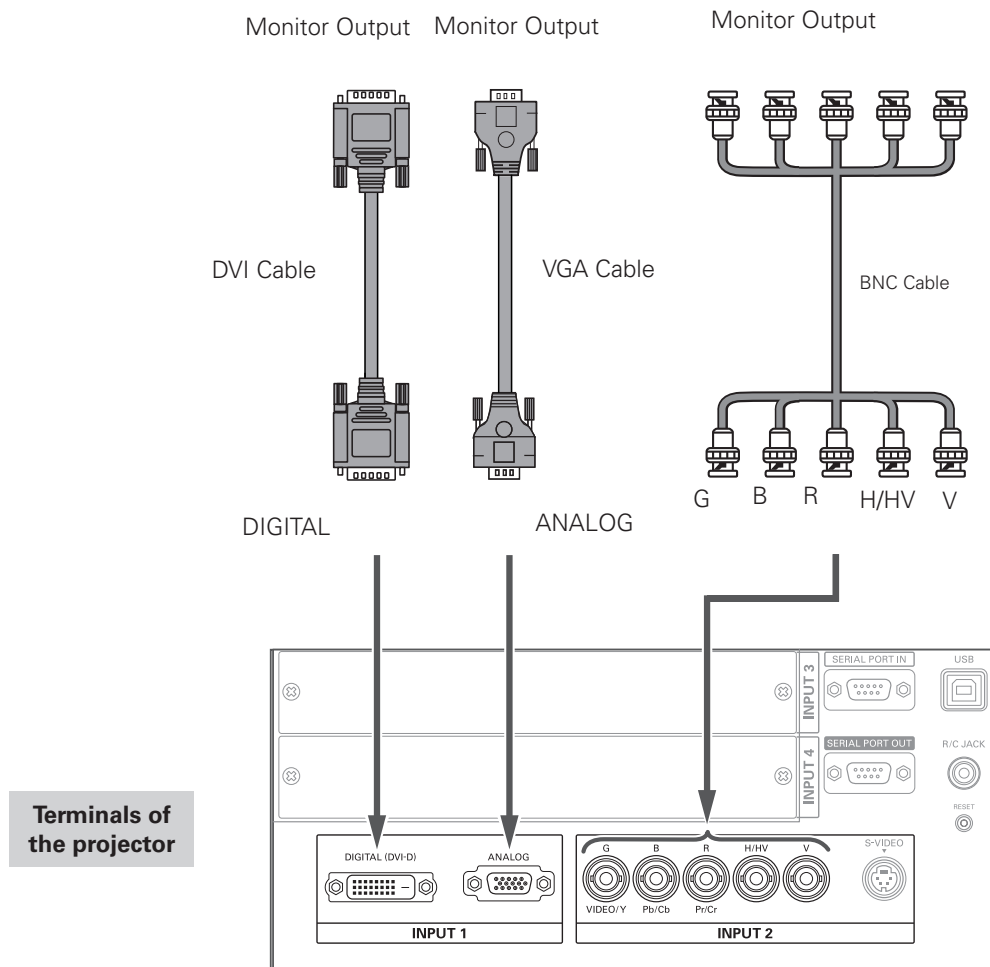 Monitor Output
Monitor Output
Monitor Output
DVI Cable
VGA Cable
BNC Cable
G
B
R
H/HV
V
DIGITAL
ANALOG
INPUT 3
SERIAL PORT IN
USB
INPUT 4
SERIAL PORT OUT
R/C JACK
RESET
Terminals of
the projector
DIGITAL (DVI-D)
ANALOG
G
B
R
H/HV
V
S-VIDEO
VIDEO/Y
Pb/Cb
Pr/Cr
INPUT 1
INPUT 2